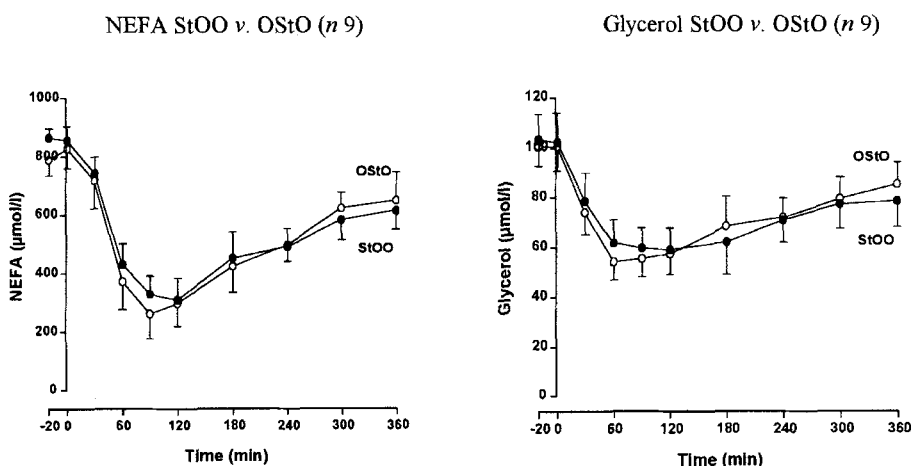 NEFA StOO v. OStO (n 9)
1000
800
600
400
200
0
NEFA (µmol/l)
OStO
StOO
-20 0 60 120 180 240 300 360
Time (min)
Glycerol StOO v. OStO (n 9)
120
100
80
60
40
20
0
Glycerol (µmol/l)
OStO
StOO
-20 0 60 120 180 240 300 360
Time (min)